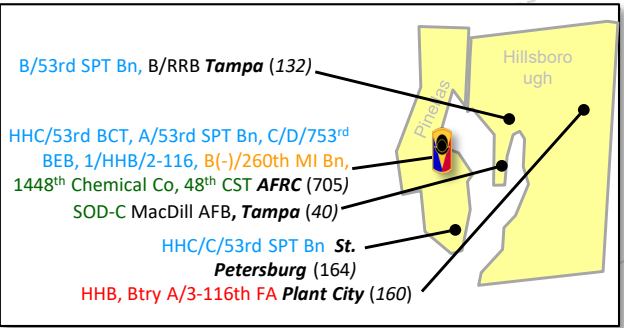 B/53rd SPT Bn, B/RRB Tampa (132)
HHC/53rd BCT, A/53rd SPT Bn, C/D/753rd
BEB, 1/HHB/2-116, B(-)/260th MI Bn,
1448th Chemical Co, 48th CST AFRC (705)
SOD-C MacDill AFB, Tampa (40)
HHC/C/53rd SPT Bn St.
Petersburg (164)
HHB, Btry A/3-116th FA Plant City (160)
Pinellas
Hillsboro
ugh